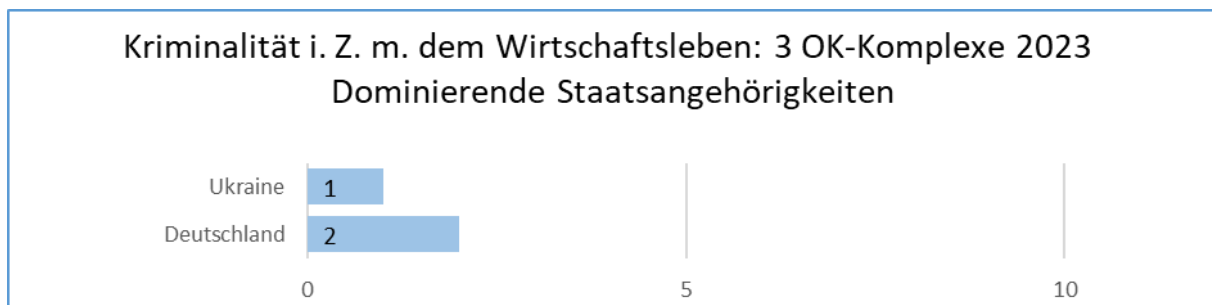 Kriminalität i. Z. m. dem Wirtschaftsleben: 3 OK-Komplexe 2023
Dominierende Staatsangehörigkeiten
Ukraine 1
Deutschland 2
0 5 10